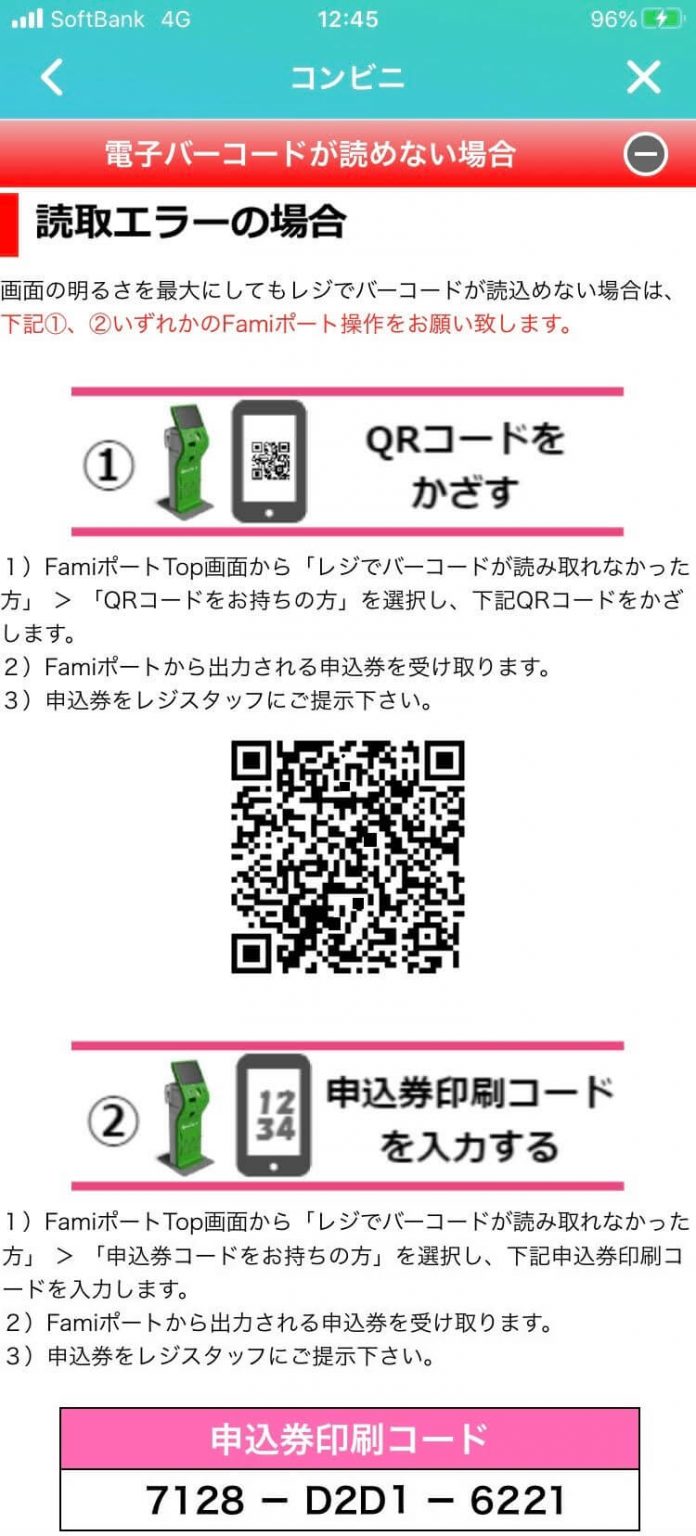 SoftBank 4G 12:45 96%
コンビニ
電子バーコードが読めない場合
読取エラーの場合
画面の明るさを最大にしてもレジでバーコードが読込めない場合は、
下記①、②いずれかのFamiポート操作をお願い致します。
① QRコードを
かざす
１）FamiポートTop画面から「レジでバーコードが読み取れなかった
方」 ＞ 「QRコードをお持ちの方」を選択し、下記QRコードをかざ
します。
２）Famiポートから出力される申込券を受け取ります。
３）申込券をレジスタッフにご提示下さい。
② 12
34
申込券印刷コード
を入力する
１）FamiポートTop画面から「レジでバーコードが読み取れなかった
方」 ＞ 「申込券コードをお持ちの方」を選択し、下記申込券印刷コ
ードを入力します。
２）Famiポートから出力される申込券を受け取ります。
３）申込券をレジスタッフにご提示下さい。
申込券印刷コード
7128 － D2D1 － 6221